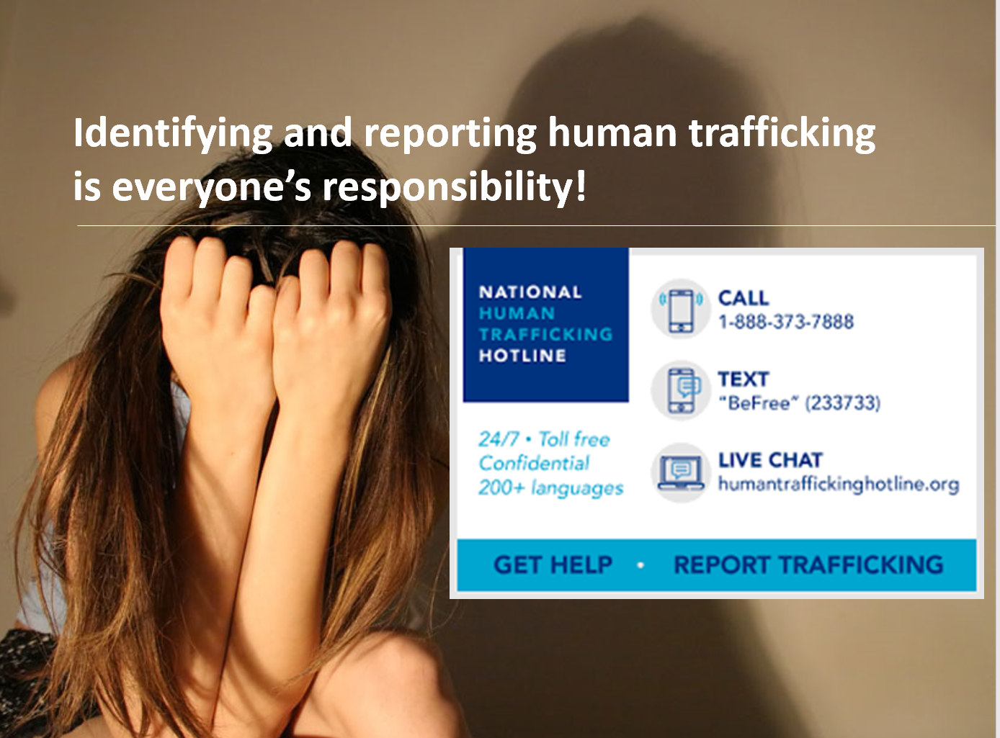 Identifying and reporting human trafficking
is everyone’s responsibility!
NATIONAL
HUMAN
TRAFFICKING
HOTLINE
24/7 • Toll free
Confidential
200+ languages
CALL
1-888-373-7888
TEXT
“BeFree” (233733)
LIVE CHAT
humantraffickinghotline.org
GET HELP • REPORT TRAFFICKING